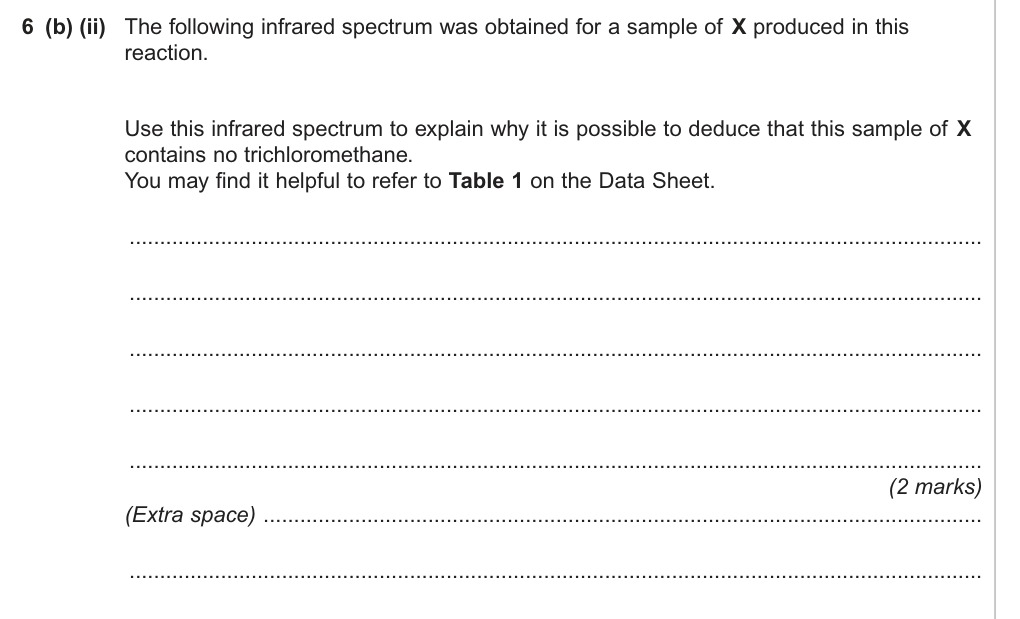 6 (b) (ii) The following infrared spectrum was obtained for a sample of X produced in this
reaction.
Use this infrared spectrum to explain why it is possible to deduce that this sample of X
contains no trichloromethane.
You may find it helpful to refer to Table 1 on the Data Sheet.
(2 marks)
(Extra space)